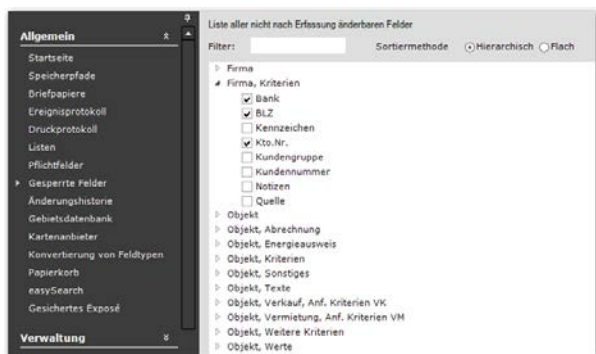 Allgemein
Startseite
Speicherpfade
Briefpapiere
Ereignisprotokoll
Druckprotokoll
Listen
Pflichtfelder
Gesperrte Felder
Änderungshistorie
Gebietsdatenbank
Kartenanbieter
Konvertierung von Feldtypen
Papierkorb
easySearch
Gesichertes Exposé
Verwaltung
Liste aller nicht nach Erfassung änderbaren Felder
Filter: Sortiermethode Hierarchisch Flach
Firma
Firma, Kriterien
Bank
BLZ
Kennzeichen
Kto.Nr.
Kundengruppe
Kundennummer
Notizen
Quelle
Objekt
Objekt, Abrechnung
Objekt, Energieausweis
Objekt, Kriterien
Objekt, Sonstiges
Objekt, Texte
Objekt, Verkauf, Anf. Kriterien VK
Objekt, Vermietung, Anf. Kriterien VM
Objekt, Weitere Kriterien
Objekt, Werte